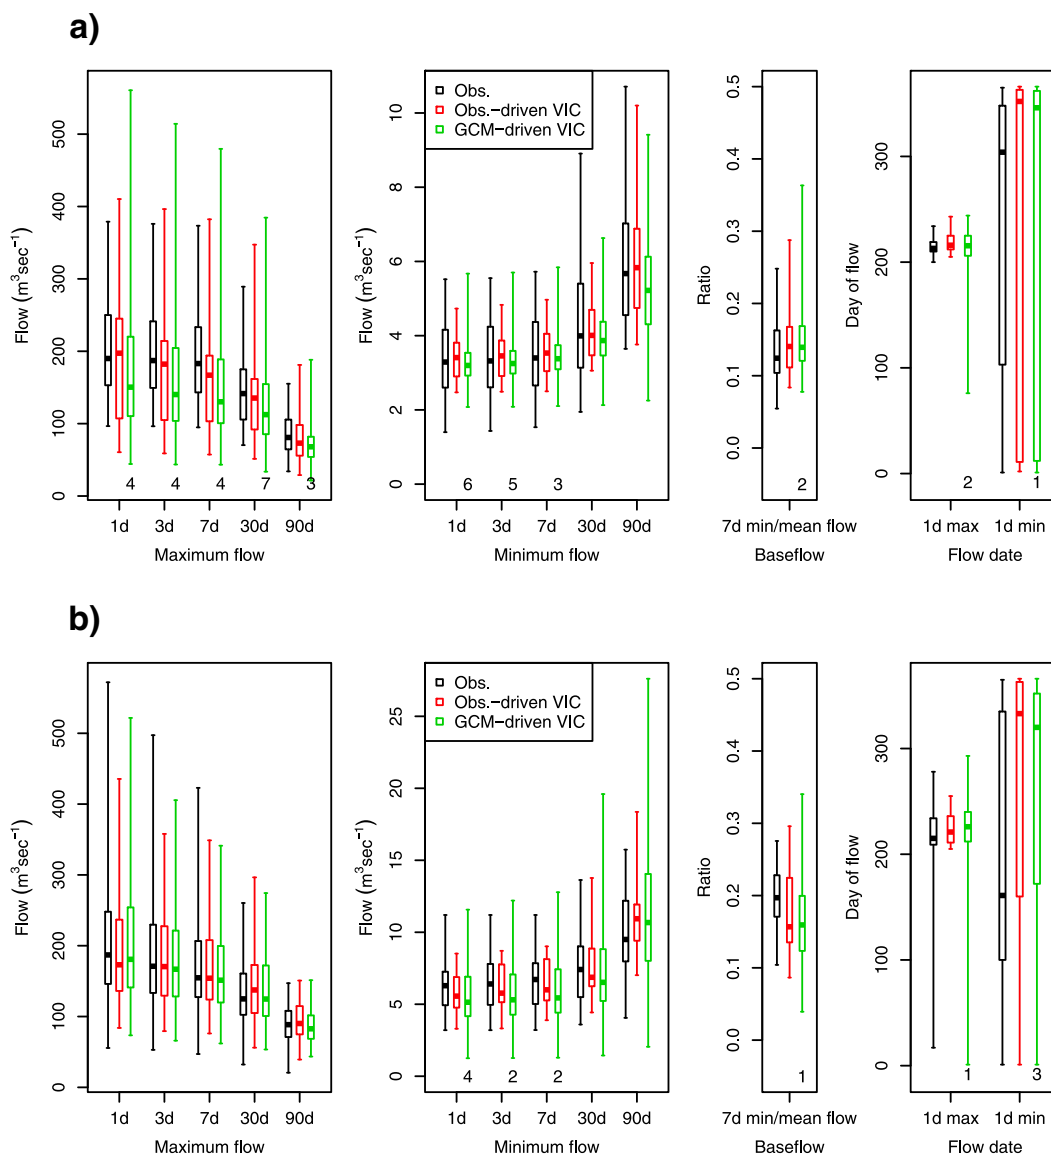 a)
Flow (m³sec⁻¹)
0 100 200 300 400 500
4 4 4 7 3
1d 3d 7d 30d 90d
Maximum flow
Obs.
Obs.−driven VIC
GCM−driven VIC
Flow (m³sec⁻¹)
0 2 4 6 8 10
6 5 3
1d 3d 7d 30d 90d
Minimum flow
Ratio
0.0 0.1 0.2 0.3 0.4 0.5
2
7d min/mean flow
Baseflow
Day of flow
0 100 200 300
2 1
1d max 1d min
Flow date
b)
Flow (m³sec⁻¹)
0 100 200 300 400 500
1d 3d 7d 30d 90d
Maximum flow
Obs.
Obs.−driven VIC
GCM−driven VIC
Flow (m³sec⁻¹)
0 5 10 15 20 25
4 2 2
1d 3d 7d 30d 90d
Minimum flow
Ratio
0.0 0.1 0.2 0.3 0.4 0.5
1
7d min/mean flow
Baseflow
Day of flow
0 100 200 300
1 3
1d max 1d min
Flow date